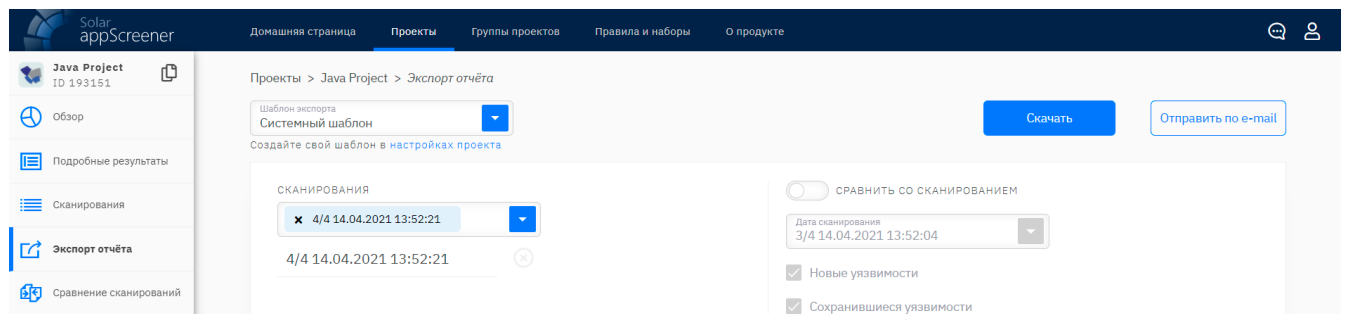 Solar
appScreener
Домашняя страница Проекты Группы проектов Правила и наборы О продукте
Java Project
ID 193151
Обзор
Подробные результаты
Сканирования
Экспорт отчёта
Сравнение сканирований
Проекты > Java Project > Экспорт отчёта
Шаблон экспорта
Системный шаблон
Скачать
Отправить по e-mail
Создайте свой шаблон в настройках проекта
СКАНИРОВАНИЯ
4/4 14.04.2021 13:52:21
4/4 14.04.2021 13:52:21
СРАВНИТЬ СО СКАНИРОВАНИЕМ
Дата сканирования
3/4 14.04.2021 13:52:04
Новые уязвимости
Сохранившиеся уязвимости